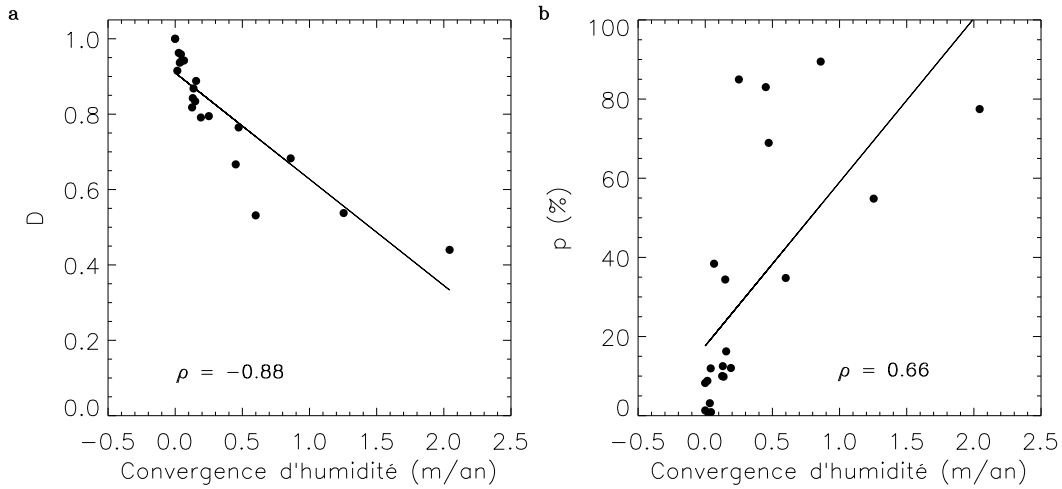 a
1.0
0.8
0.6
0.4
0.2
0.0
D
ρ = −0.88
−0.5 0.0 0.5 1.0 1.5 2.0 2.5
Convergence d'humidité (m/an)
b
100
80
60
40
20
0
p (%)
ρ = 0.66
−0.5 0.0 0.5 1.0 1.5 2.0 2.5
Convergence d'humidité (m/an)